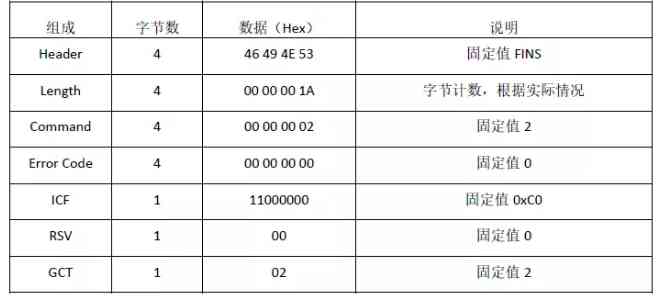 组成 字节数 数据（Hex） 说明
Header 4 46 49 4E 53 固定值 FINS
Length 4 00 00 00 1A 字节计数，根据实际情况
Command 4 00 00 00 02 固定值 2
Error Code 4 00 00 00 00 固定值 0
ICF 1 11000000 固定值 0xC0
RSV 1 00 固定值 0
GCT 1 02 固定值 2